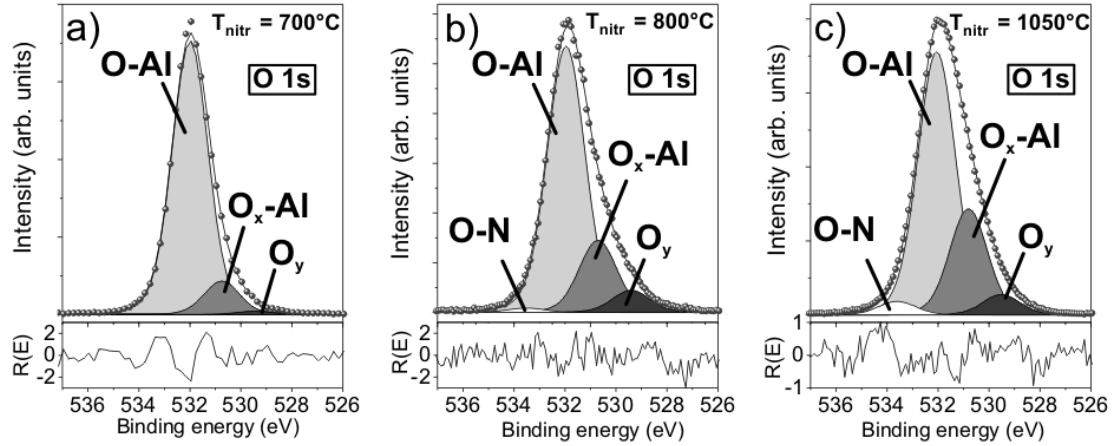 a)
T_nitr = 700°C
O-Al
O 1s
O_x-Al
O_y
Intensity (arb. units)
R(E)
2
0
-2
536 534 532 530 528 526
Binding energy (eV)
b)
T_nitr = 800°C
O-Al
O 1s
O_x-Al
O-N
O_y
Intensity (arb. units)
R(E)
2
0
-2
536 534 532 530 528 526
Binding energy (eV)
c)
T_nitr = 1050°C
O-Al
O 1s
O_x-Al
O-N
O_y
Intensity (arb. units)
R(E)
1
0
-1
536 534 532 530 528 526
Binding energy (eV)